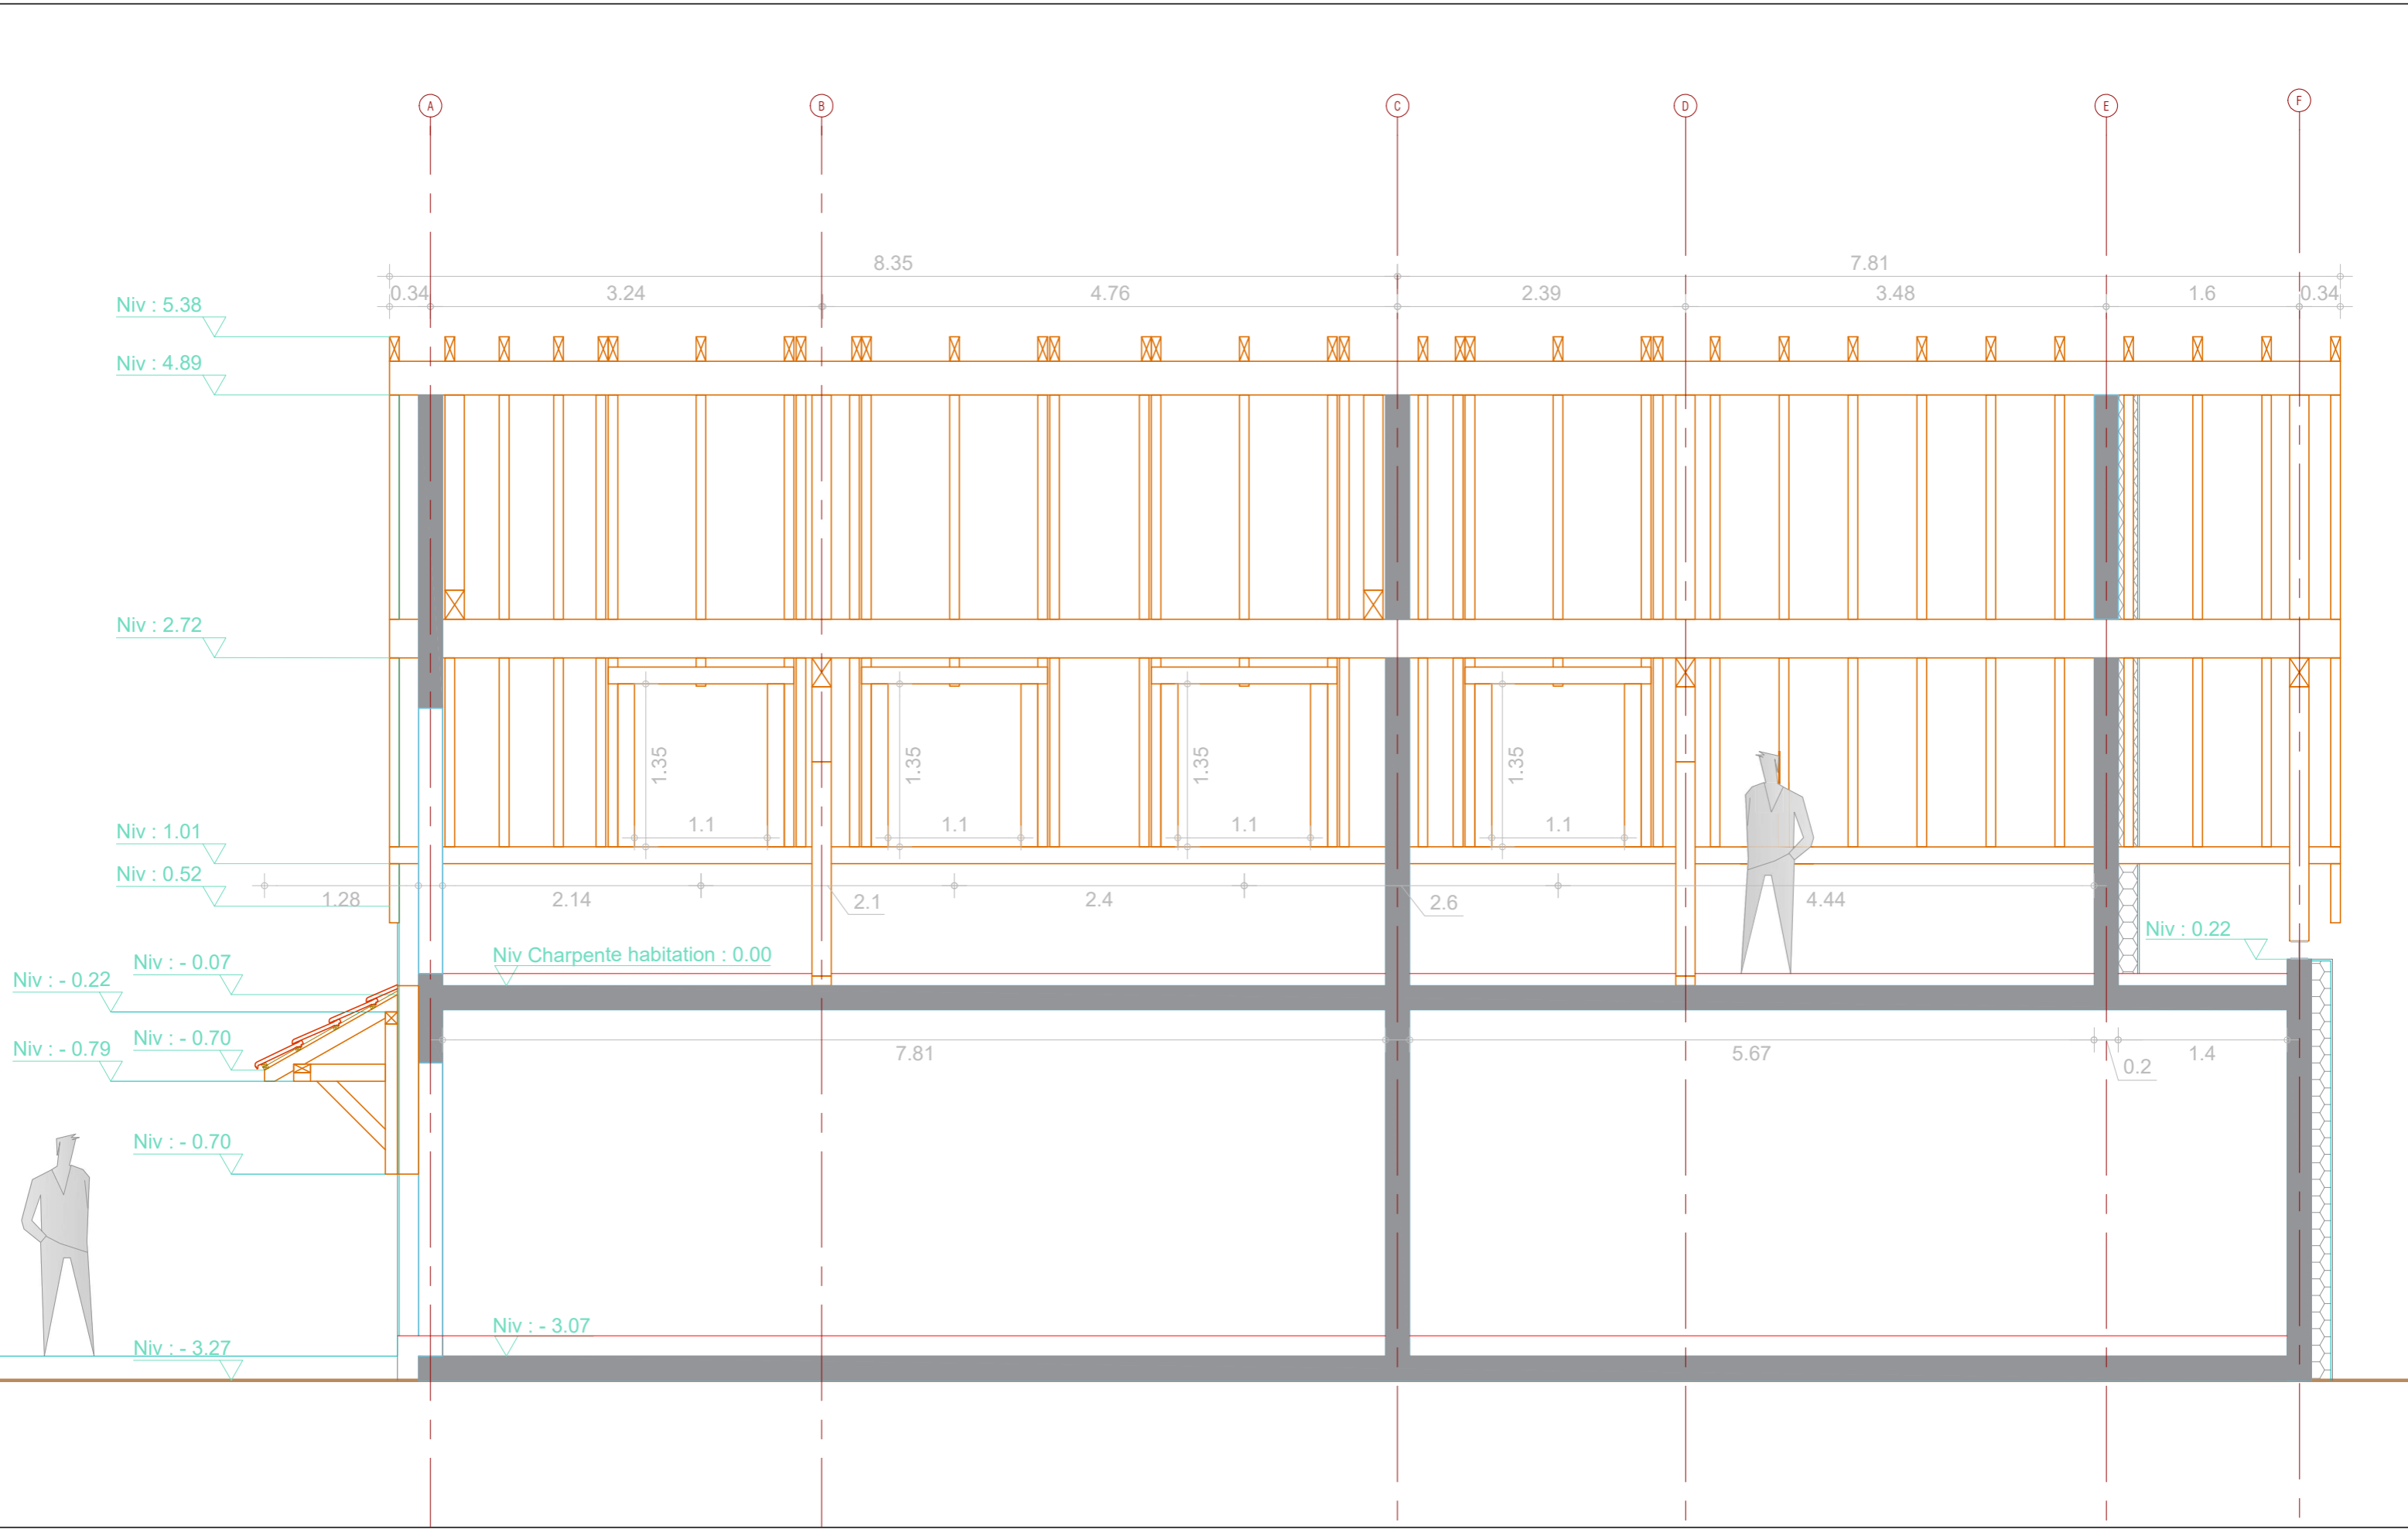 A
B
C
D
E
F
8.35
7.81
0.34
3.24
4.76
2.39
3.48
1.6
0.34
Niv : 5.38
Niv : 4.89
Niv : 2.72
1.35
1.35
1.35
1.35
1.1
1.1
1.1
1.1
Niv : 1.01
Niv : 0.52
1.28
2.14
2.1
2.4
2.6
4.44
Niv : 0.22
Niv Charpente habitation : 0.00
Niv : - 0.07
Niv : - 0.22
Niv : - 0.70
Niv : - 0.79
7.81
5.67
0.2
1.4
Niv : - 0.70
Niv : - 3.07
Niv : - 3.27